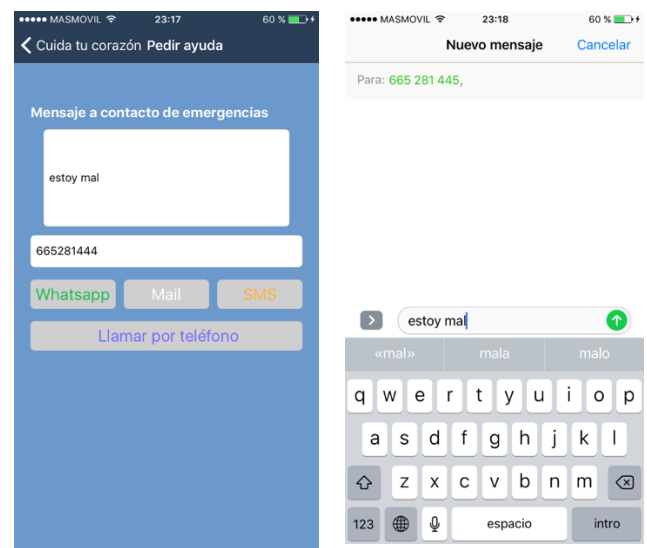 MASMOVIL 23:17 60 %
Cuida tu corazón Pedir ayuda
Mensaje a contacto de emergencias
estoy mal
665281444
Whatsapp Mail SMS
Llamar por teléfono
MASMOVIL 23:18 60 %
Nuevo mensaje Cancelar
Para: 665 281 445,
estoy mal
«mal» mala malo
q w e r t y u i o p
a s d f g h j k l
z x c v b n m
123 espacio intro